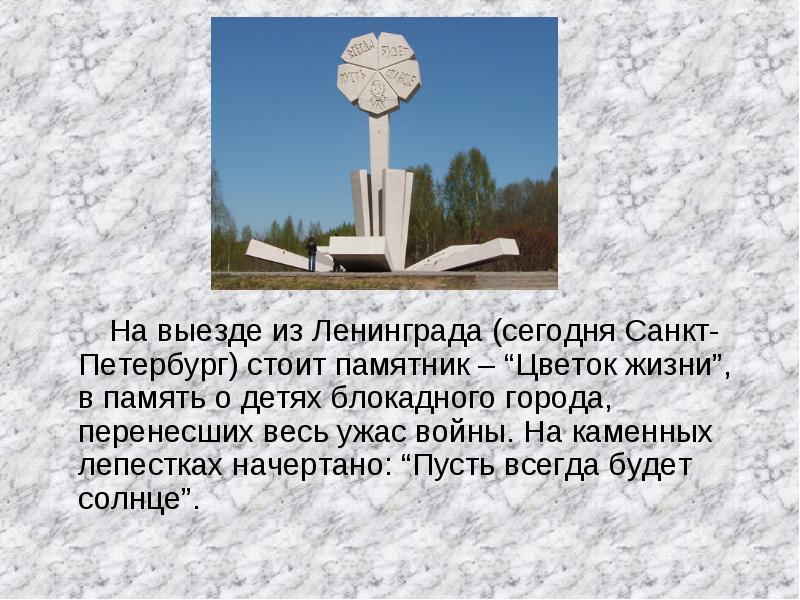 ВСЕГДА БУДЕТ
ПУСТЬ СОЛНЦЕ
На выезде из Ленинграда (сегодня Санкт-
Петербург) стоит памятник – “Цветок жизни”,
в память о детях блокадного города,
перенесших весь ужас войны. На каменных
лепестках начертано: “Пусть всегда будет
солнце”.